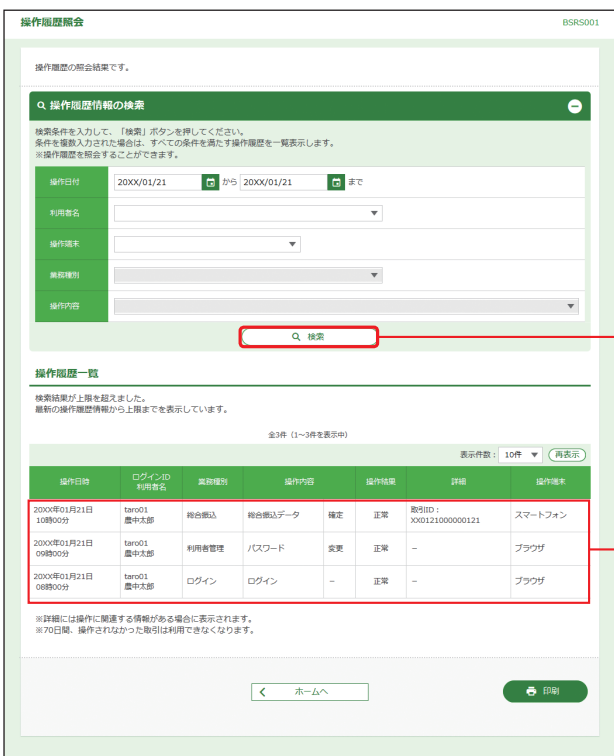 操作履歴照会
BSRS001
操作履歴の照会結果です。
操作履歴情報の検索
検索条件を入力して、「検索」ボタンを押してください。
条件を複数入力された場合は、すべての条件を満たす操作履歴を一覧表示します。
※操作履歴を照会することができます。
操作日付 20XX/01/21 から 20XX/01/21 まで
利用者名
操作端末
業務種別
操作内容
検索
操作履歴一覧
検索結果が上限を超えました。
最新の操作履歴情報から上限までを表示しています。
全3件（1～3件を表示中）
表示件数： 10件 再表示
操作日時 ログインID 利用者名 業務種別 操作内容 操作結果 詳細 操作端末
20XX年01月21日 10時00分 taro01 農中太郎 総合振込 総合振込データ 確定 正常 取引ID： XX0121000000121 スマートフォン
20XX年01月21日 09時00分 taro01 農中太郎 利用者管理 パスワード 変更 正常 － ブラウザ
20XX年01月21日 08時00分 taro01 農中太郎 ログイン ログイン － 正常 － ブラウザ
※詳細には操作に関連する情報がある場合に表示されます。
※70日間、操作されなかった取引は利用できなくなります。
ホームへ
印刷